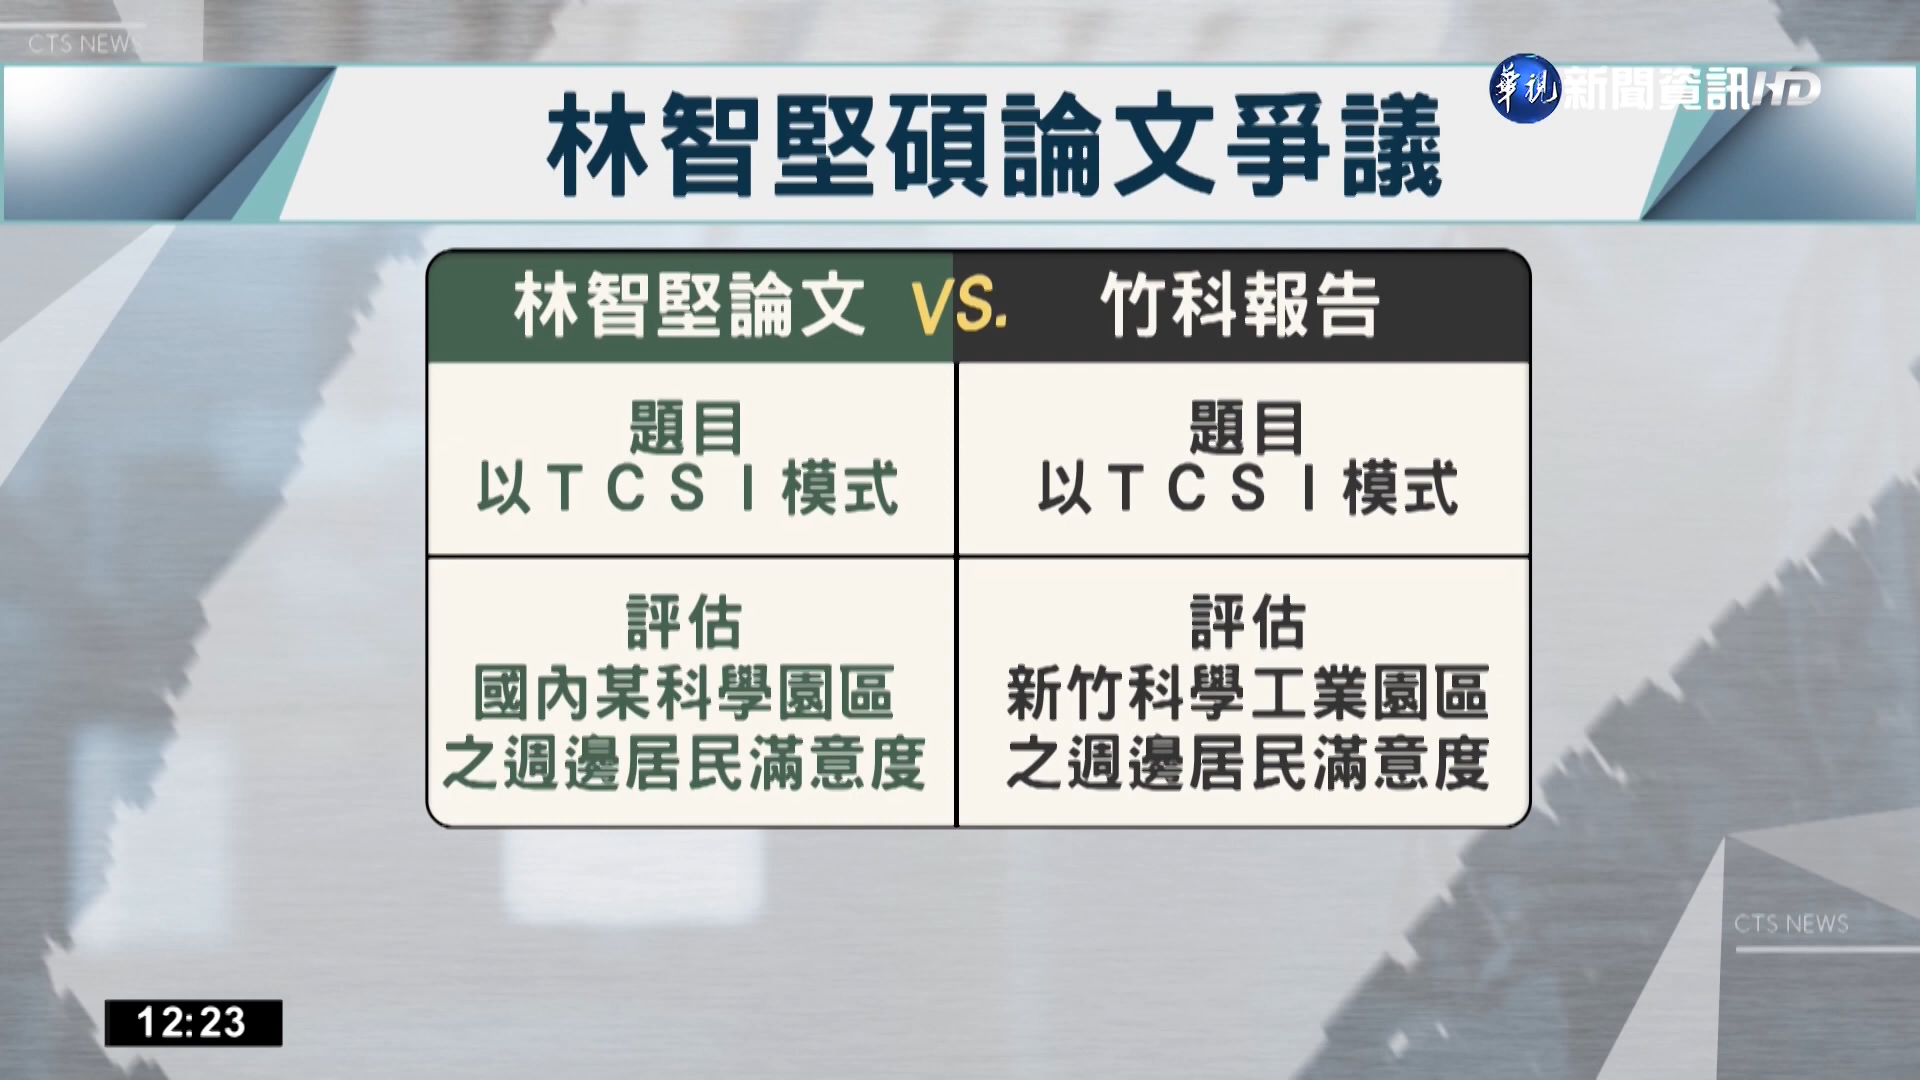 CTS NEWS
華視新聞資訊HD
林智堅碩論文爭議
林智堅論文 VS. 竹科報告
題目
以TCSI模式
題目
以TCSI模式
評估
國內某科學園區
之週邊居民滿意度
評估
新竹科學工業園區
之週邊居民滿意度
CTS NEWS
12:23